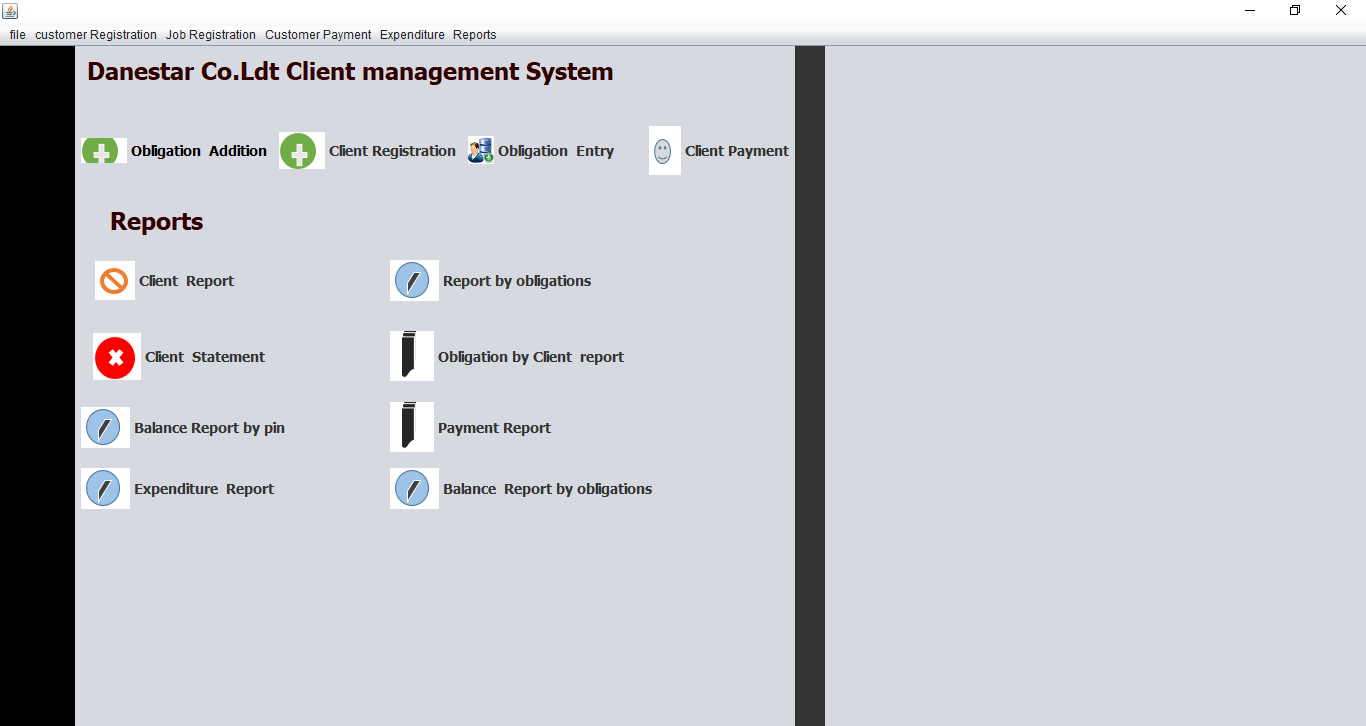 file customer Registration Job Registration Customer Payment Expenditure Reports
Danestar Co.Ldt Client management System
Obligation Addition Client Registration Obligation Entry Client Payment
Reports
Client Report Report by obligations
Client Statement Obligation by Client report
Balance Report by pin Payment Report
Expenditure Report Balance Report by obligations